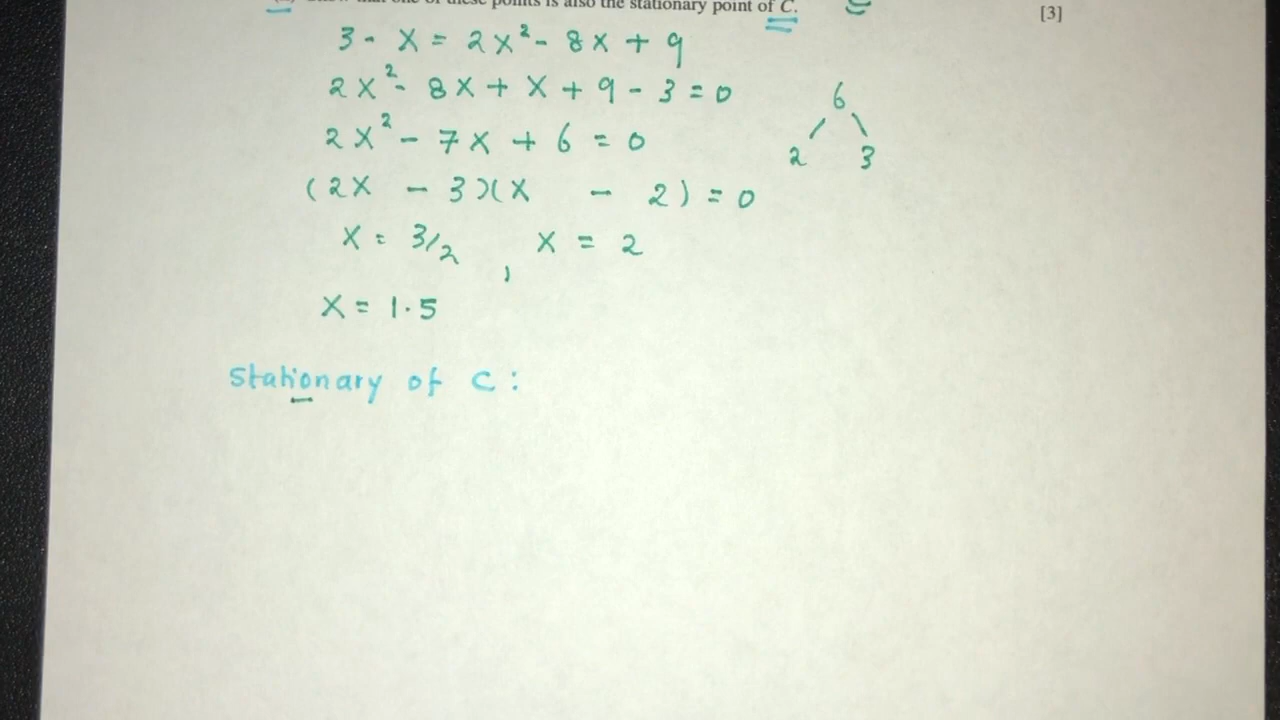 these points is also the stationary point of C.
[3]
3 - x = 2x² - 8x + 9
2x² - 8x + x + 9 - 3 = 0
2x² - 7x + 6 = 0
(2x - 3)(x - 2) = 0
x = 3/2 , x = 2
x = 1.5
6
2 3
Stationary of C :